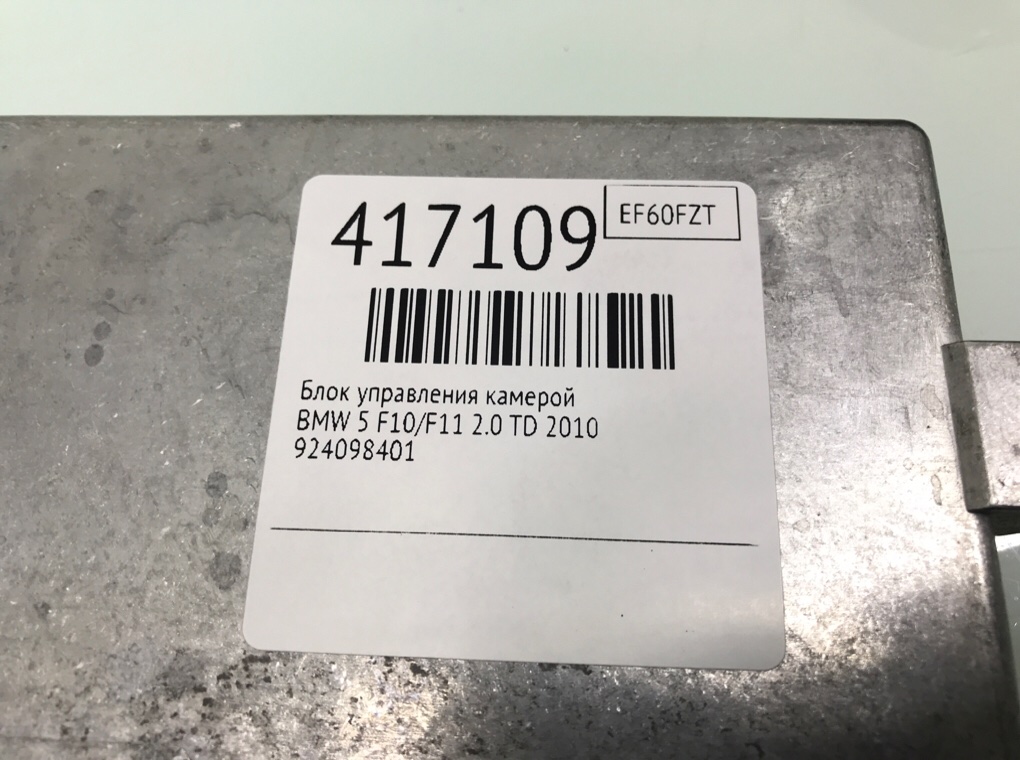 417109
EF60FZT
Блок управления камерой
BMW 5 F10/F11 2.0 TD 2010
924098401